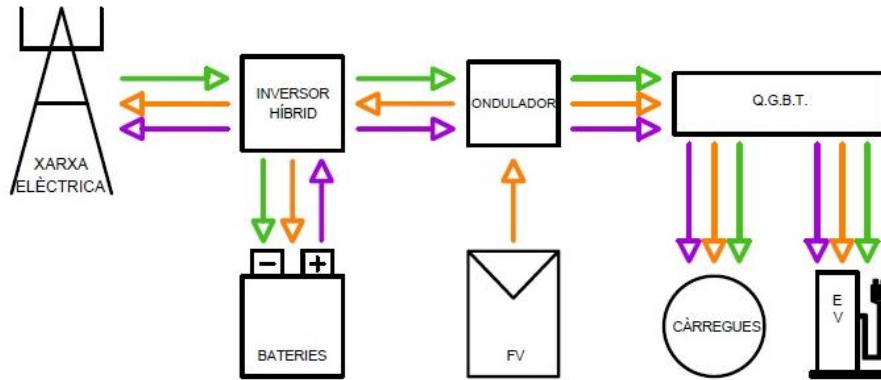 INVERSOR
HÍBRID
ONDULADOR
Q.G.B.T.
XARXA
ELÈCTRICA
BATERIES
FV
CÀRREGUES
E
V